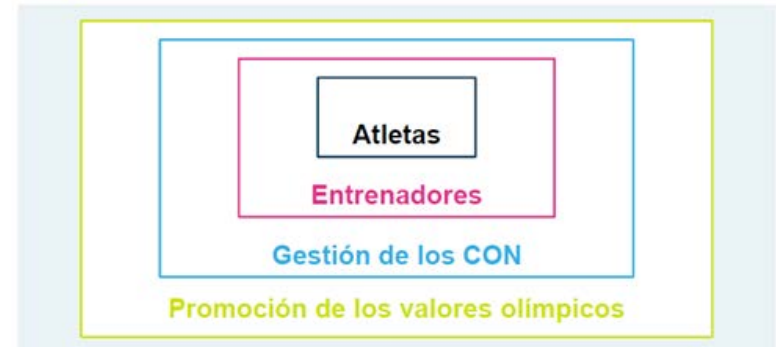 Atletas
Entrenadores
Gestión de los CON
Promoción de los valores olímpicos